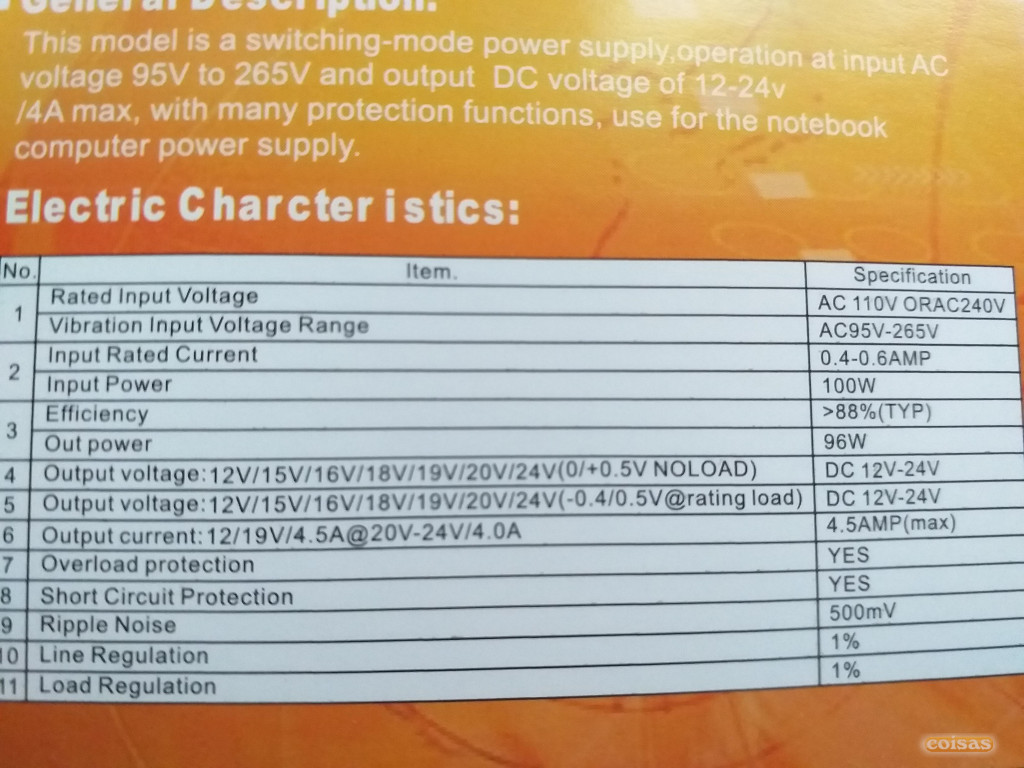 General Description:
This model is a switching-mode power supply,operation at input AC
voltage 95V to 265V and output DC voltage of 12-24v
/4A max, with many protection functions, use for the notebook
computer power supply.
Electric Charcter istics:
No. Item. Specification
1 Rated Input Voltage AC 110V ORAC240V
Vibration Input Voltage Range AC95V-265V
2 Input Rated Current 0.4-0.6AMP
Input Power 100W
3 Efficiency >88%(TYP)
Out power 96W
4 Output voltage:12V/15V/16V/18V/19V/20V/24V(0/+0.5V NOLOAD) DC 12V-24V
5 Output voltage:12V/15V/16V/18V/19V/20V/24V(-0.4/0.5V@rating load) DC 12V-24V
6 Output current:12/19V/4.5A@20V-24V/4.0A 4.5AMP(max)
7 Overload protection YES
8 Short Circuit Protection YES
9 Ripple Noise 500mV
10 Line Regulation 1%
11 Load Regulation 1%
coisas